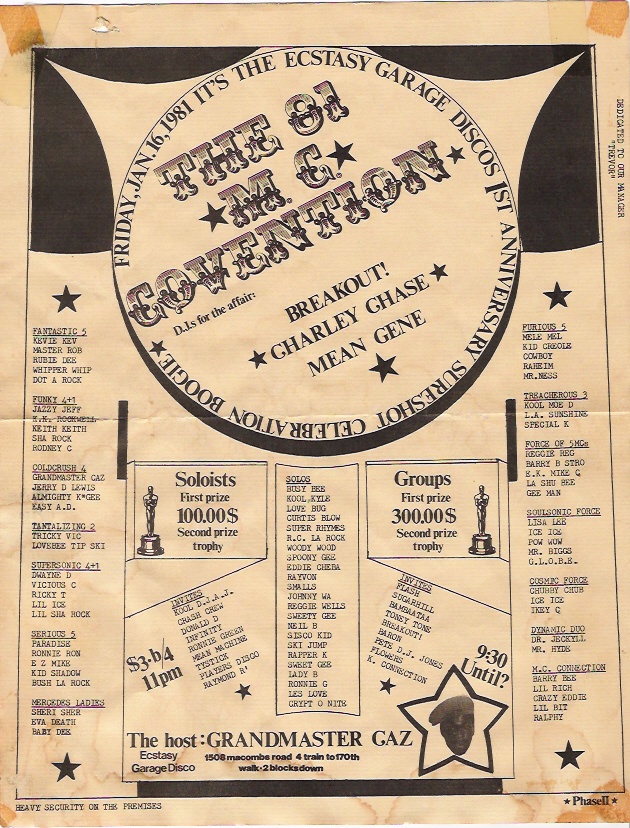 FRIDAY, JAN. 16, 1981 IT'S THE ECSTASY GARAGE DISCOS 1ST ANNIVERSARY SURESHOT CELEBRATION BOOGIE
THE 81
M. C.
COVENTION
D.J.s for the affair:
BREAKOUT!
CHARLEY CHASE
MEAN GENE
DEDICATED TO OUR MANAGER
"TREVOR"
FANTASTIC 5
KEVIE KEV
MASTER ROB
RUBIE DEE
WHIPPER WHIP
DOT A ROCK
FUNKY 4+1
JAZZY JEFF
K.K. ROCKWELL
KEITH KEITH
SHA ROCK
RODNEY C
COLDCRUSH 4
GRANDMASTER CAZ
JERRY D LEWIS
ALMIGHTY K*GEE
EASY A.D.
TANTALIZING 2
TRICKY VIC
LOVEBEE TIP SKI
SUPERSONIC 4+1
DWAYNE D
VICIOUS C
RICKY T
LIL ICE
LIL SHA ROCK
SERIOUS 5
PARADISE
RONNIE RON
E Z MIKE
KID SHADOW
BUSH LA ROCK
MERCEDES LADIES
SHERI SHER
EVA DEATH
BABY DEE
Soloists
First prize
100.00$
Second prize
trophy
INVITES
KOOL D.J.A.J.
CRASH CREW
DONALD D
INFINITY
RONNIE GREEN
MEAN MACHINE
TYSTICE
PLAYERS DISCO
RAYMOND R*
$3.b/4
11pm
SOLOS
BUSY BEE
KOOL KYLE
LOVE BUG
CURTIS BLOW
SUPER RHYMES
R.C. LA ROCK
WOODY WOOD
SPOONY GEE
EDDIE CHEBA
RAYVON
SMALLS
JOHNNY WA
REGGIE WELLS
SWEETY GEE
NEIL B
SISCO KID
SKI JUMP
RAPPER K
SWEET GEE
LADY B
RONNIE G
LES LOVE
CRYPT O NITE
Groups
First prize
300.00$
Second prize
trophy
INVITES
FLASH
SUGARHILL
BAMBAATAA
TONEY TONE
BREAKOUT!
BARON
PETE D.J. JONES
FLOWERS
K. CONNECTION
9:30
Until?
FURIOUS 5
MELE MEL
KID CREOLE
COWBOY
RAHEIM
MR.NESS
TREACHEROUS 3
KOOL MOE D
L.A. SUNSHINE
SPECIAL K
FORCE OF 5MCs
REGGIE REG
BARRY B STRO
E.K. MIKE C
LA SHU BEE
GEE MAN
SOULSONIC FORCE
LISA LEE
ICE ICE
POW WOW
MR. BIGGS
G.L.O.B.E.
COSMIC FORCE
CHUBBY CHUB
ICE ICE
IKEY C
DYNAMIC DUO
DR. JECKYLL
MR. HYDE
M.C. CONNECTION
BARRY BEE
LIL RICH
CRAZY EDDIE
LIL BIT
RALPHY
The host: GRANDMASTER CAZ
Ecstasy
Garage Disco
1508 macombs road 4 train to 170th
walk·2 blocks down
HEAVY SECURITY ON THE PREMISES
PhaseII